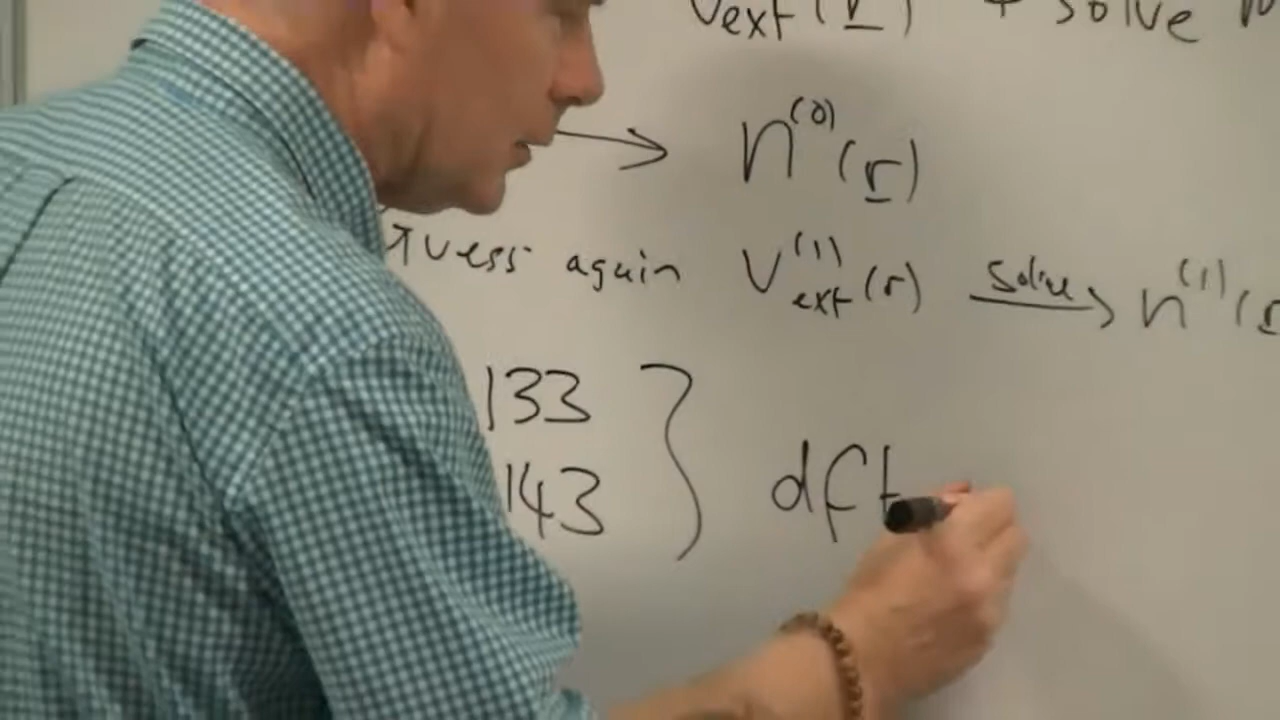 Vext(r) + solve
n(0)(r)
Guess again V(1)ext(r) solve n(1)(r
133
143
dft